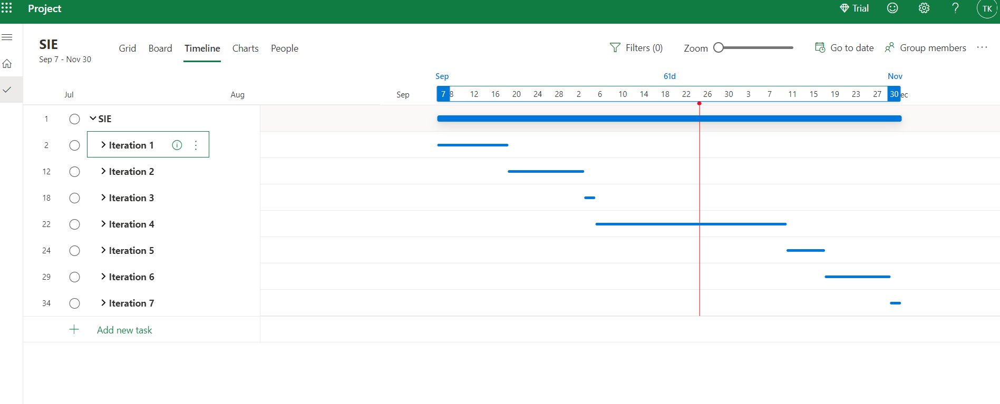 Project Trial ? TK
SIE Grid Board Timeline Charts People Filters (0) Zoom Go to date Group members ...
Sep 7 - Nov 30
Sep 61d Nov
Jul Aug Sep 7 8 12 16 20 24 28 2 6 10 14 18 22 26 30 3 7 11 15 19 23 27 30 ec
1 SIE
2 Iteration 1
12 Iteration 2
18 Iteration 3
22 Iteration 4
24 Iteration 5
29 Iteration 6
34 Iteration 7
Add new task